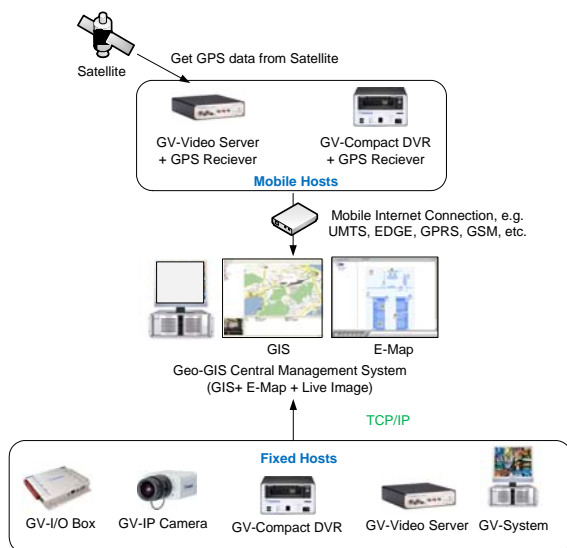 Satellite
Get GPS data from Satellite
GV-Video Server
+ GPS Reciever
GV-Compact DVR
+ GPS Reciever
Mobile Hosts
Mobile Internet Connection, e.g.
UMTS, EDGE, GPRS, GSM, etc.
GIS
E-Map
Geo-GIS Central Management System
(GIS+ E-Map + Live Image)
TCP/IP
Fixed Hosts
GV-I/O Box
GV-IP Camera
GV-Compact DVR
GV-Video Server
GV-System